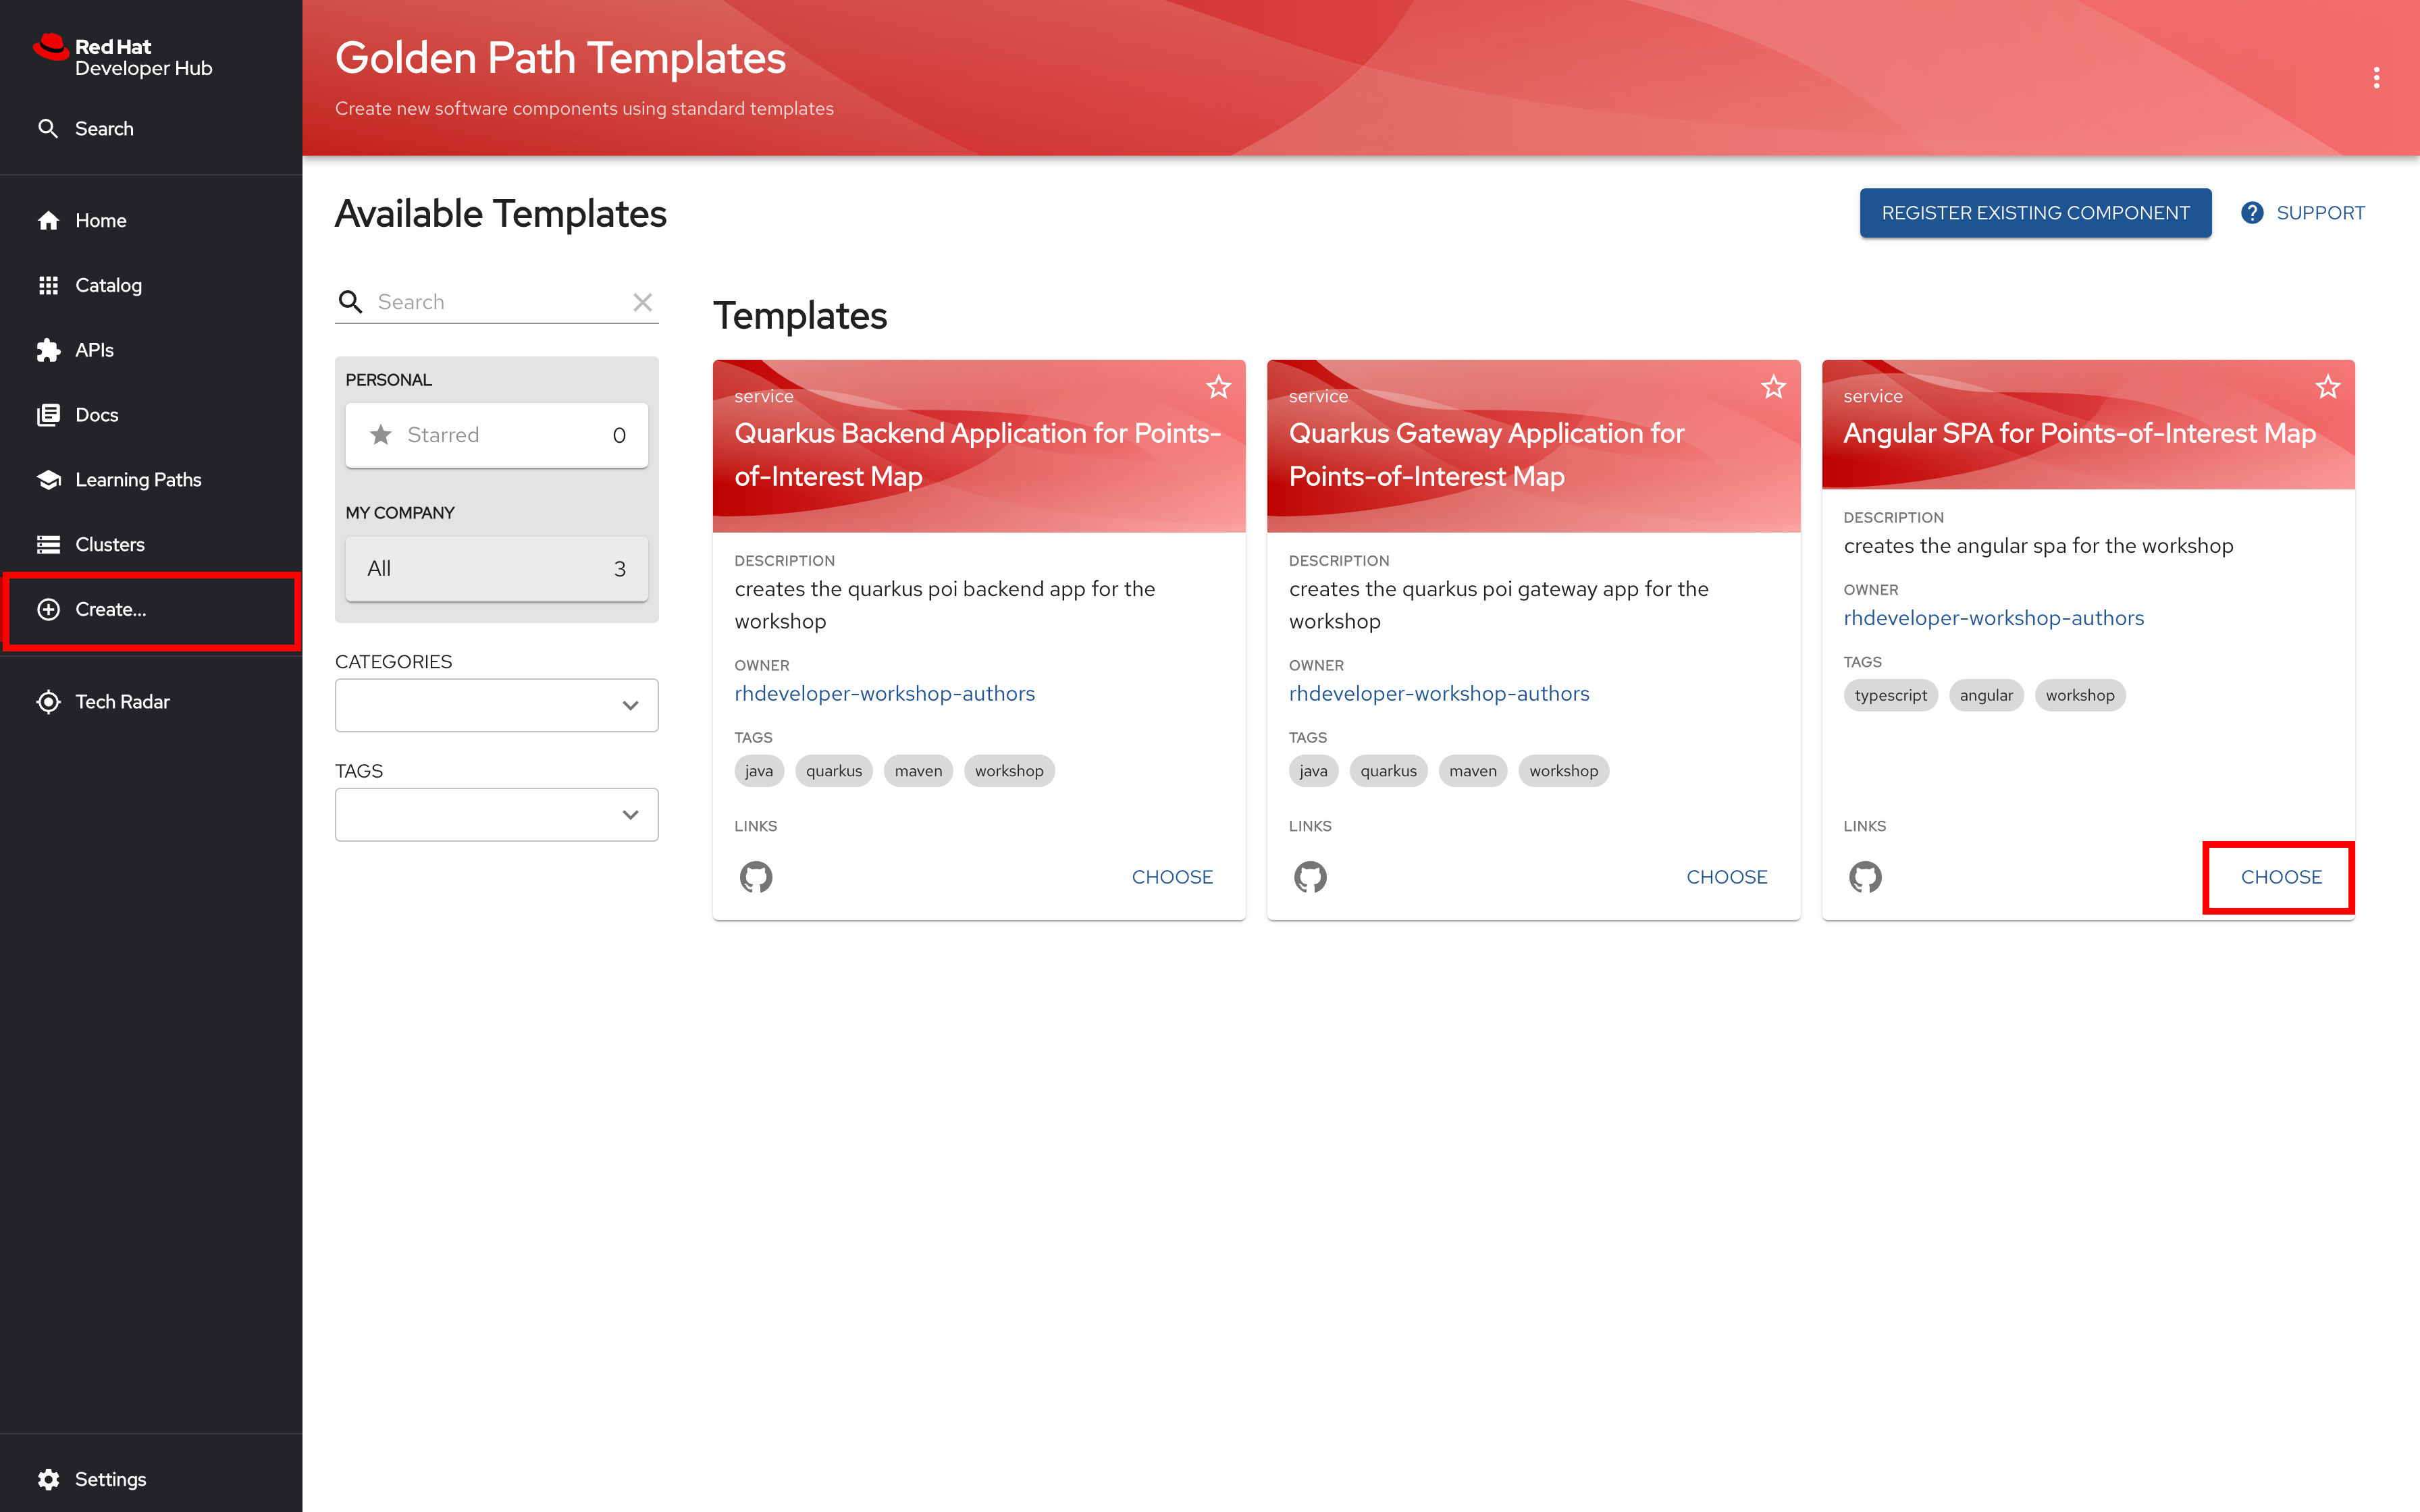 Red Hat
Developer Hub
Search
Home
Catalog
APIs
Docs
Learning Paths
Clusters
Create...
Tech Radar
Settings
Golden Path Templates
Create new software components using standard templates
Available Templates
REGISTER EXISTING COMPONENT
? SUPPORT
Search
PERSONAL
Starred 0
MY COMPANY
All 3
CATEGORIES
TAGS
Templates
service
Quarkus Backend Application for Points-
of-Interest Map
DESCRIPTION
creates the quarkus poi backend app for the
workshop
OWNER
rhdeveloper-workshop-authors
TAGS
java quarkus maven workshop
LINKS
CHOOSE
service
Quarkus Gateway Application for
Points-of-Interest Map
DESCRIPTION
creates the quarkus poi gateway app for the
workshop
OWNER
rhdeveloper-workshop-authors
TAGS
java quarkus maven workshop
LINKS
CHOOSE
service
Angular SPA for Points-of-Interest Map
DESCRIPTION
creates the angular spa for the workshop
OWNER
rhdeveloper-workshop-authors
TAGS
typescript angular workshop
LINKS
CHOOSE